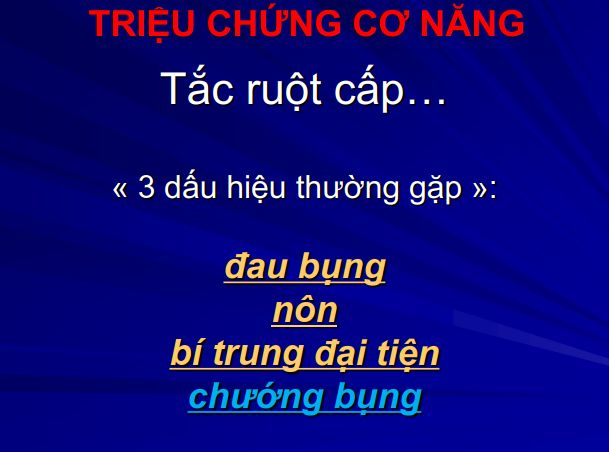 TRIỆU CHỨNG CƠ NĂNG
Tắc ruột cấp…
« 3 dấu hiệu thường gặp »:
đau bụng
nôn
bí trung đại tiện
chướng bụng